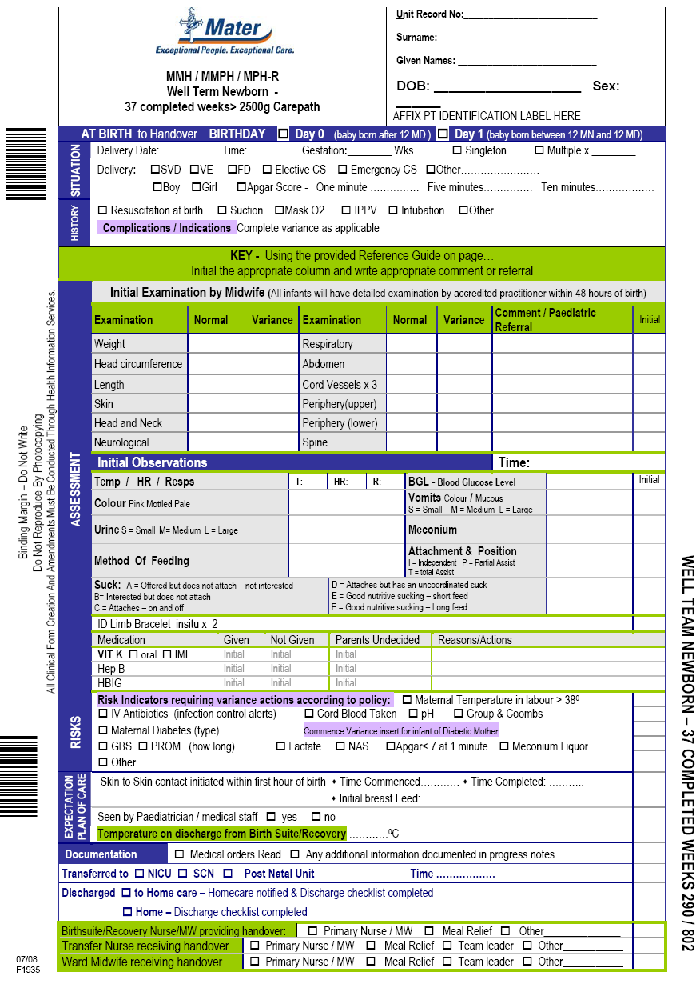 Mater
Exceptional People. Exceptional Care.
MMH / MMPH / MPH-R
Well Term Newborn -
37 completed weeks> 2500g Carepath
Unit Record No:_______________________
Surname: _________________________
Given Names: _______________________
DOB: ____________________ Sex:
______
AFFIX PT IDENTIFICATION LABEL HERE
AT BIRTH to Handover BIRTHDAY ☐ Day 0 (baby born after 12 MD ) ☐ Day 1 (baby born between 12 MN and 12 MD)
SITUATION
Delivery Date: Time: Gestation:________ Wks ☐ Singleton ☐ Multiple x ________
Delivery: ☐SVD ☐VE ☐FD ☐ Elective CS ☐ Emergency CS ☐Other……………………
☐Boy ☐Girl ☐Apgar Score - One minute …………… Five minutes…………… Ten minutes………………
HISTORY
☐ Resuscitation at birth ☐ Suction ☐Mask O2 ☐ IPPV ☐ Intubation ☐Other……………
Complications / Indications Complete variance as applicable
KEY - Using the provided Reference Guide on page…
Initial the appropriate column and write appropriate comment or referral
ASSESSMENT
Initial Examination by Midwife (All infants will have detailed examination by accredited practitioner within 48 hours of birth)
Examination Normal Variance Examination Normal Variance Comment / Paediatric Referral Initial
Weight Respiratory
Head circumference Abdomen
Length Cord Vessels x 3
Skin Periphery(upper)
Head and Neck Periphery (lower)
Neurological Spine
Initial Observations Time:
Temp / HR / Resps T: HR: R: BGL - Blood Glucose Level Initial
Colour Pink Mottled Pale Vomits Colour / Mucous
S = Small M = Medium L = Large
Urine S = Small M= Medium L = Large Meconium
Method Of Feeding Attachment & Position
I = Independent P = Partial Assist
T = total Assist
Suck: A = Offered but does not attach – not interested D = Attaches but has an uncoordinated suck
B= Interested but does not attach E = Good nutritive sucking – short feed
C = Attaches – on and off F = Good nutritive sucking – Long feed
ID Limb Bracelet insitu x 2
Medication Given Not Given Parents Undecided Reasons/Actions
VIT K ☐ oral ☐ IMI Initial Initial Initial
Hep B Initial Initial Initial
HBIG Initial Initial Initial
RISKS
Risk Indicators requiring variance actions according to policy: ☐ Maternal Temperature in labour > 38⁰
☐ IV Antibiotics (infection control alerts) ☐ Cord Blood Taken ☐ pH ☐ Group & Coombs
☐ Maternal Diabetes (type)…………………… Commence Variance insert for infant of Diabetic Mother
☐ GBS ☐ PROM (how long) ……… ☐ Lactate ☐ NAS ☐Apgar< 7 at 1 minute ☐ Meconium Liquor
☐ Other…
EXPECTATION
PLAN OF CARE
Skin to Skin contact initiated within first hour of birth ♦ Time Commenced………… ♦ Time Completed: ………..
♦ Initial breast Feed: ………. …
Seen by Paediatrician / medical staff ☐ yes ☐ no
Temperature on discharge from Birth Suite/Recovery …………⁰C
Documentation ☐ Medical orders Read ☐ Any additional information documented in progress notes
Transferred to ☐ NICU ☐ SCN ☐ Post Natal Unit Time ………………
Discharged ☐ to Home care – Homecare notified & Discharge checklist completed
☐ Home – Discharge checklist completed
Birthsuite/Recovery Nurse/MW providing handover: ☐ Primary Nurse / MW ☐ Meal Relief ☐ Other______________
Transfer Nurse receiving handover ☐ Primary Nurse / MW ☐ Meal Relief ☐ Team leader ☐ Other___________
Ward Midwife receiving handover ☐ Primary Nurse / MW ☐ Meal Relief ☐ Team leader ☐ Other___________
Binding Margin – Do Not Write
Do Not Reproduce By Photocopying
All Clinical Form Creation And Amendments Must Be Conducted Through Health Information Services.
WELL TEAM NEWBORN – 37 COMPLETED WEEKS 290 / 802
07/08
F1935